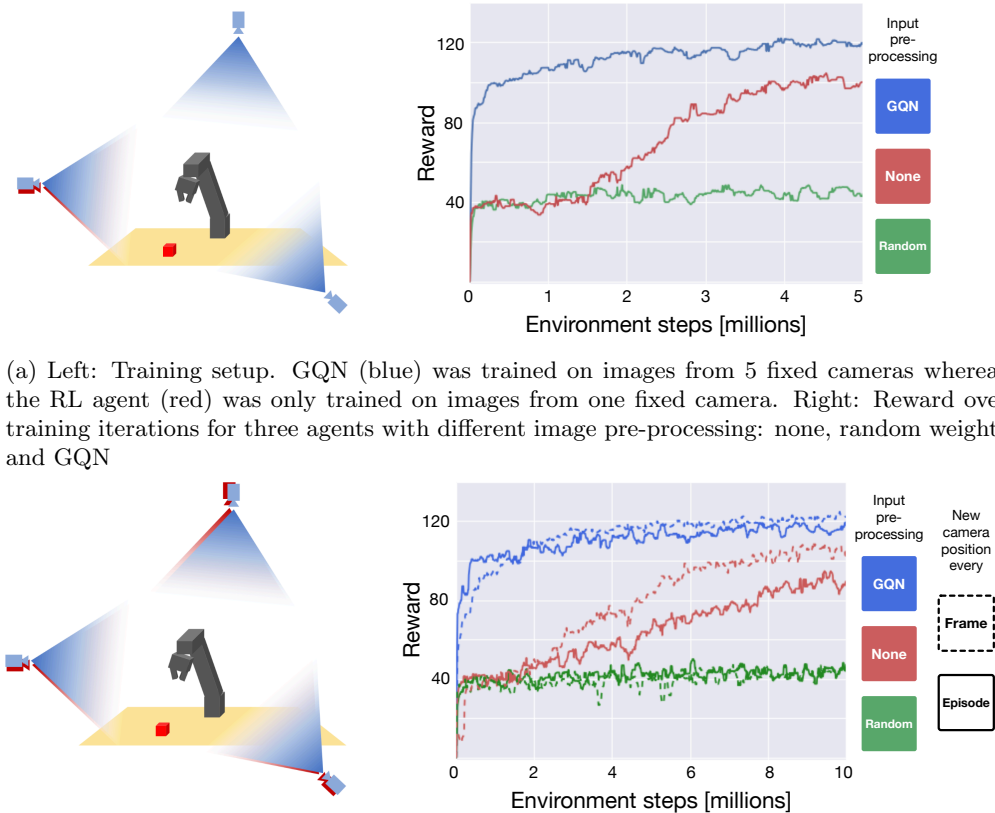 Input
pre-
processing
120
80
40
Reward
GQN
None
Random
0 1 2 3 4 5
Environment steps [millions]
(a) Left: Training setup. GQN (blue) was trained on images from 5 fixed cameras wherea
the RL agent (red) was only trained on images from one fixed camera. Right: Reward ove
training iterations for three agents with different image pre-processing: none, random weight
and GQN
Input
pre-
processing
New
camera
position
every
120
80
40
Reward
GQN
None
Random
Frame
Episode
0 2 4 6 8 10
Environment steps [millions]